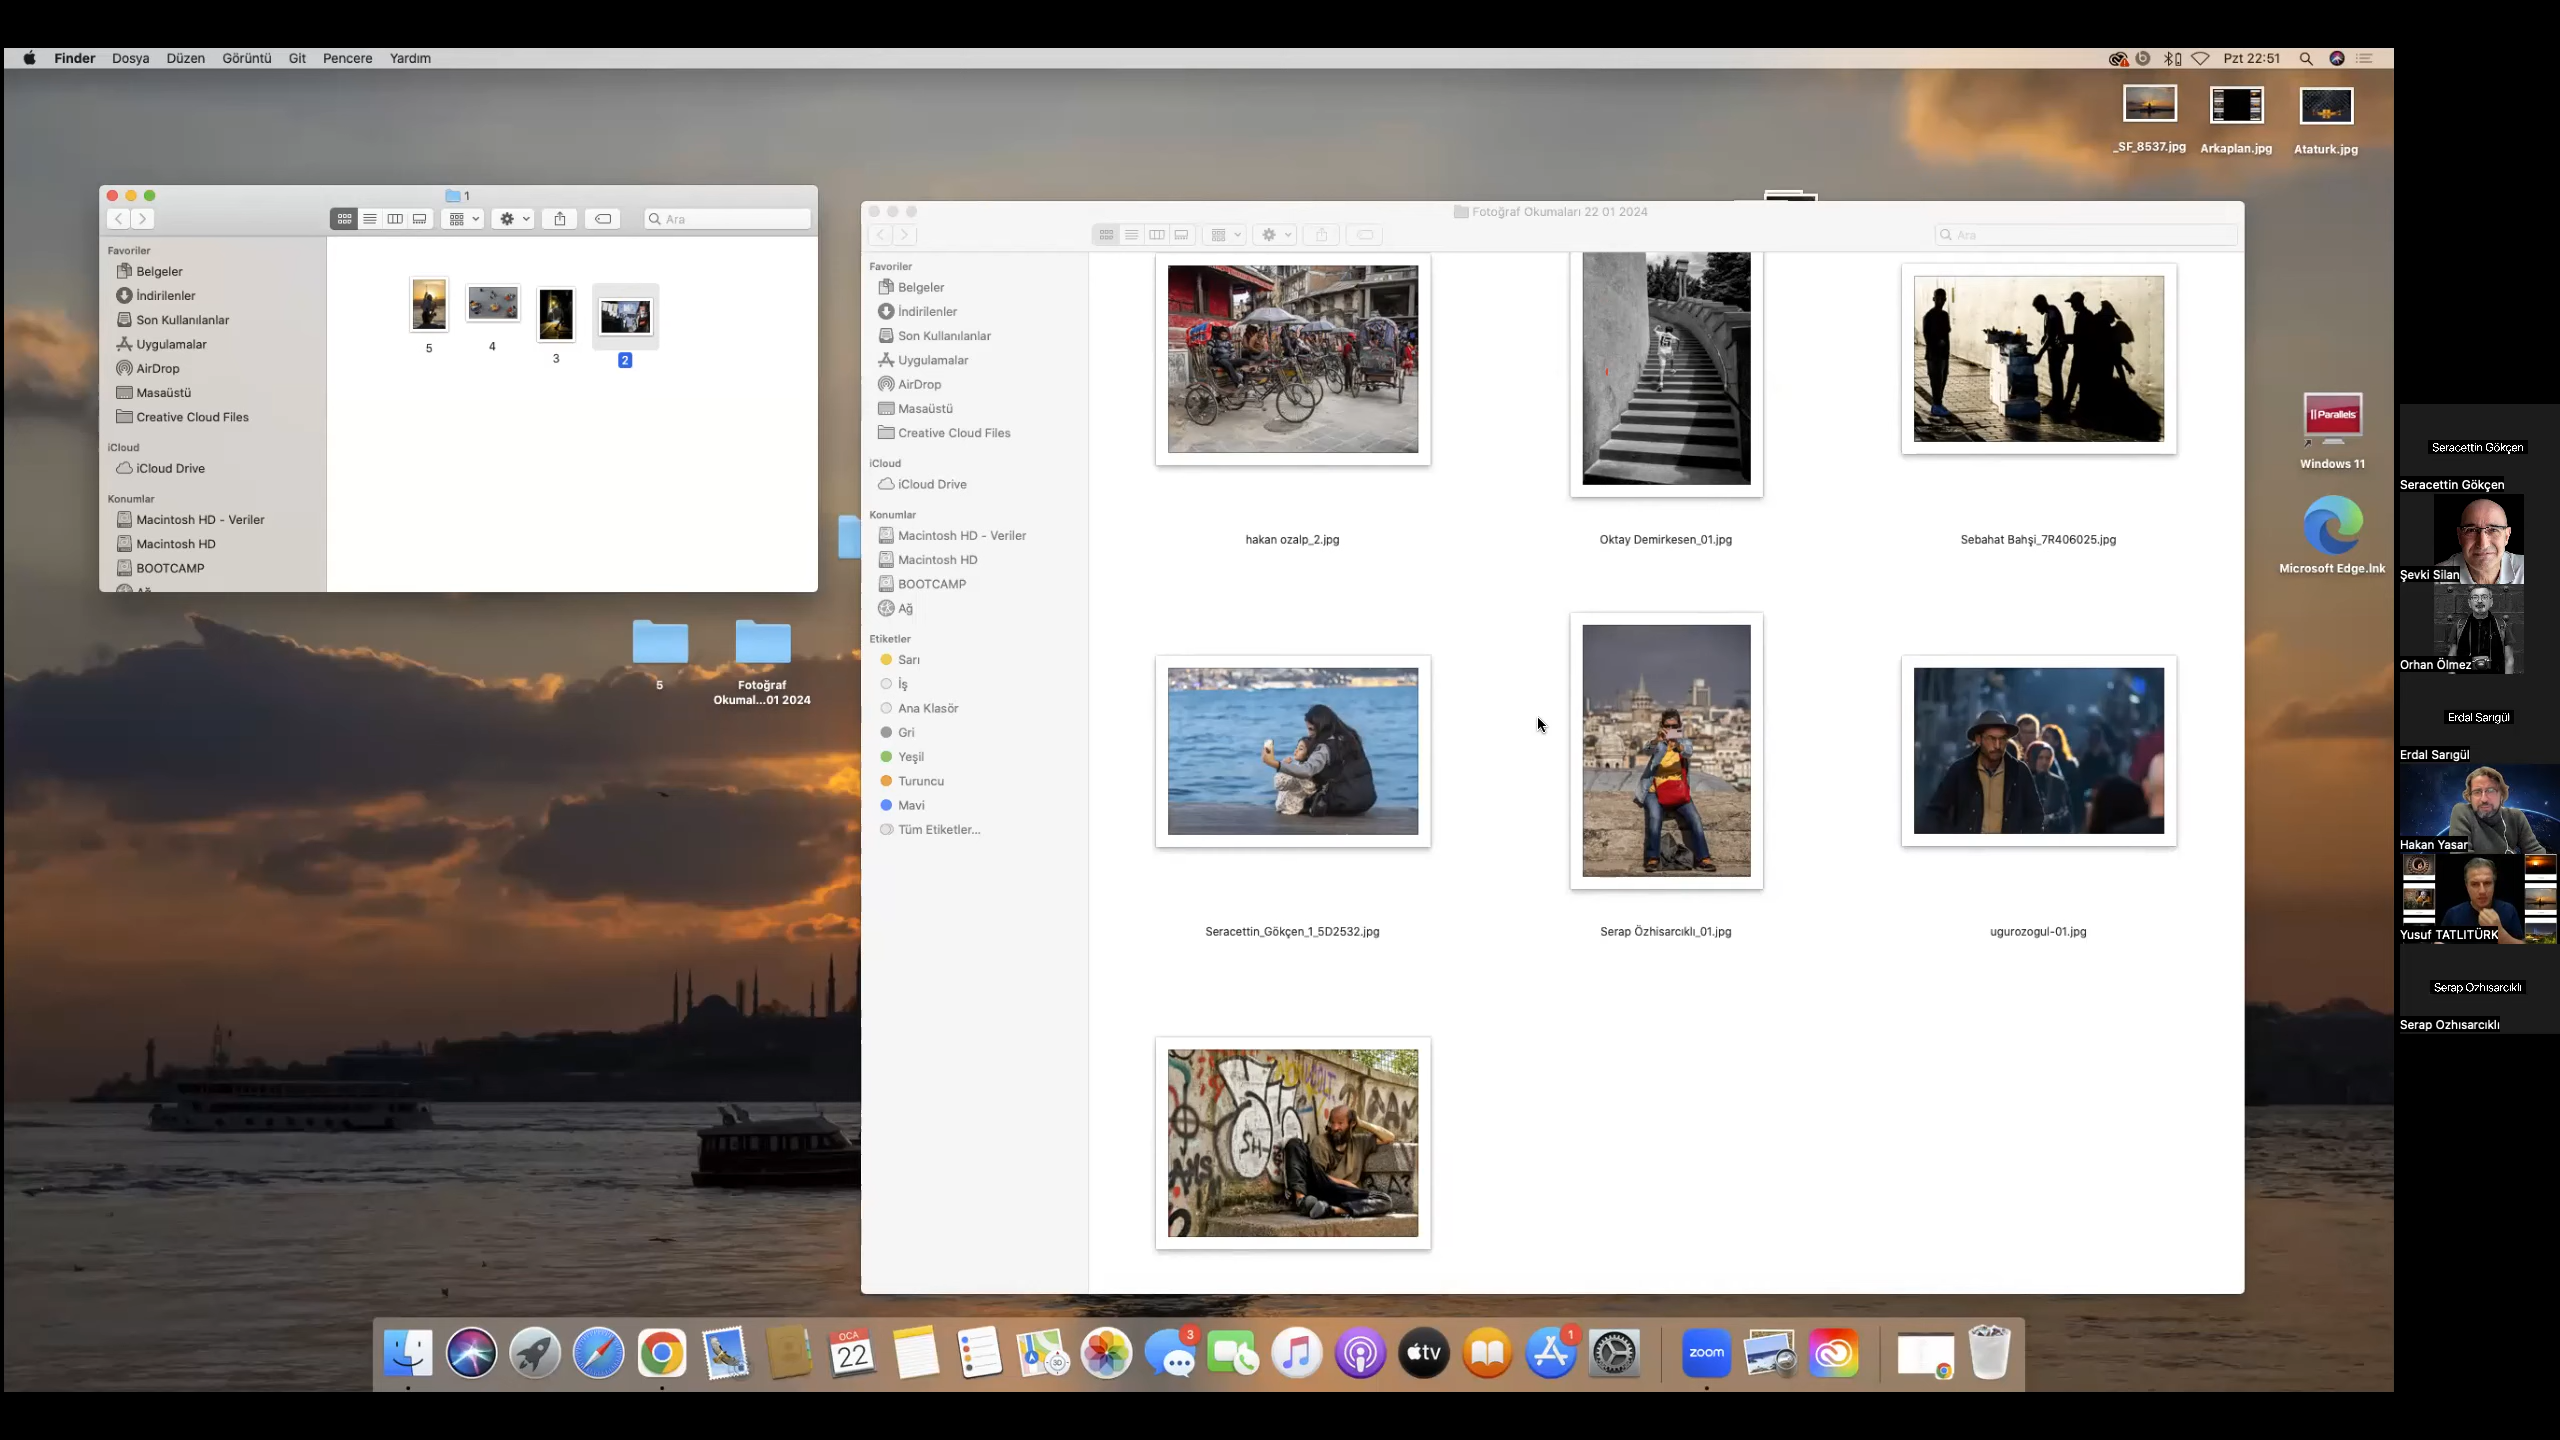 Finder Dosya Düzen Görüntü Git Pencere Yardım
Pzt 22:51
_SF_8537.jpg
Arkaplan.jpg
Ataturk.jpg
1
Ara
Favoriler
Belgeler
İndirilenler
Son Kullanılanlar
Uygulamalar
AirDrop
Masaüstü
Creative Cloud Files
iCloud
iCloud Drive
Konumlar
Macintosh HD - Veriler
Macintosh HD
BOOTCAMP
Ağ
5
4
3
2
5
Fotoğraf
Okumal...01 2024
Fotoğraf Okumaları 22 01 2024
Ara
Favoriler
Belgeler
İndirilenler
Son Kullanılanlar
Uygulamalar
AirDrop
Masaüstü
Creative Cloud Files
iCloud
iCloud Drive
Konumlar
Macintosh HD - Veriler
Macintosh HD
BOOTCAMP
Ağ
Etiketler
Sarı
İş
Ana Klasör
Gri
Yeşil
Turuncu
Mavi
Tüm Etiketler...
hakan ozalp_2.jpg
Oktay Demirkesen_01.jpg
Sebahat Bahşi_7R406025.jpg
Seracettin_Gökçen_1_5D2532.jpg
Serap Özhisarcıklı_01.jpg
ugurozogul-01.jpg
Parallels
Windows 11
Microsoft Edge.lnk
Seracettin Gökçen
Seracettin Gökçen
Şevki Silan
Orhan Ölmez
Erdal Sarıgül
Erdal Sarıgül
Hakan Yasar
Yusuf TATLITÜRK
Serap Ozhısarcıklı
Serap Ozhısarcıklı
OCA
22
3D
3
tv
1
zoom